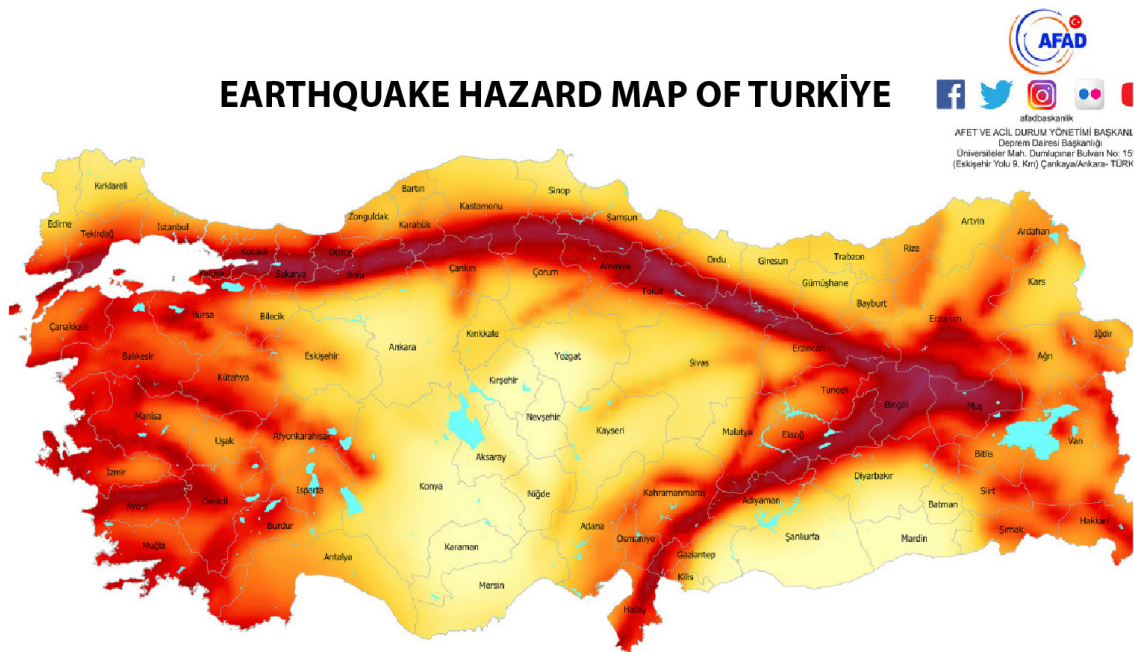 AFAD
EARTHQUAKE HAZARD MAP OF TURKİYE
afadbaskanlik
AFET VE ACİL DURUM YÖNETİMİ BAŞKANL
Deprem Dairesi Başkanlığı
Üniversiteler Mah. Dumlupınar Bulvarı No: 15
(Eskişehir Yolu 9. Km) Çankaya/Ankara- TÜRK
Kırklareli
Edirne
Tekirdağ
İstanbul
Kocaeli
Yalova
Sakarya
Düzce
Bolu
Zonguldak
Bartın
Karabük
Kastamonu
Sinop
Samsun
Çankırı
Çorum
Amasya
Tokat
Ordu
Giresun
Trabzon
Gümüşhane
Bayburt
Rize
Artvin
Ardahan
Kars
Iğdır
Erzurum
Ağrı
Çanakkale
Bursa
Bilecik
Balıkesir
Kütahya
Eskişehir
Ankara
Kırıkkale
Yozgat
Kırşehir
Sivas
Erzincan
Tunceli
Bingöl
Muş
Manisa
Uşak
Afyonkarahisar
Nevşehir
Kayseri
Malatya
Elazığ
Van
Bitlis
İzmir
Aksaray
Konya
Niğde
Kahramanmaraş
Adıyaman
Diyarbakır
Batman
Siirt
Aydın
Denizli
Isparta
Burdur
Muğla
Antalya
Karaman
Mersin
Adana
Osmaniye
Gaziantep
Kilis
Şanlıurfa
Mardin
Şırnak
Hakkari
Hatay